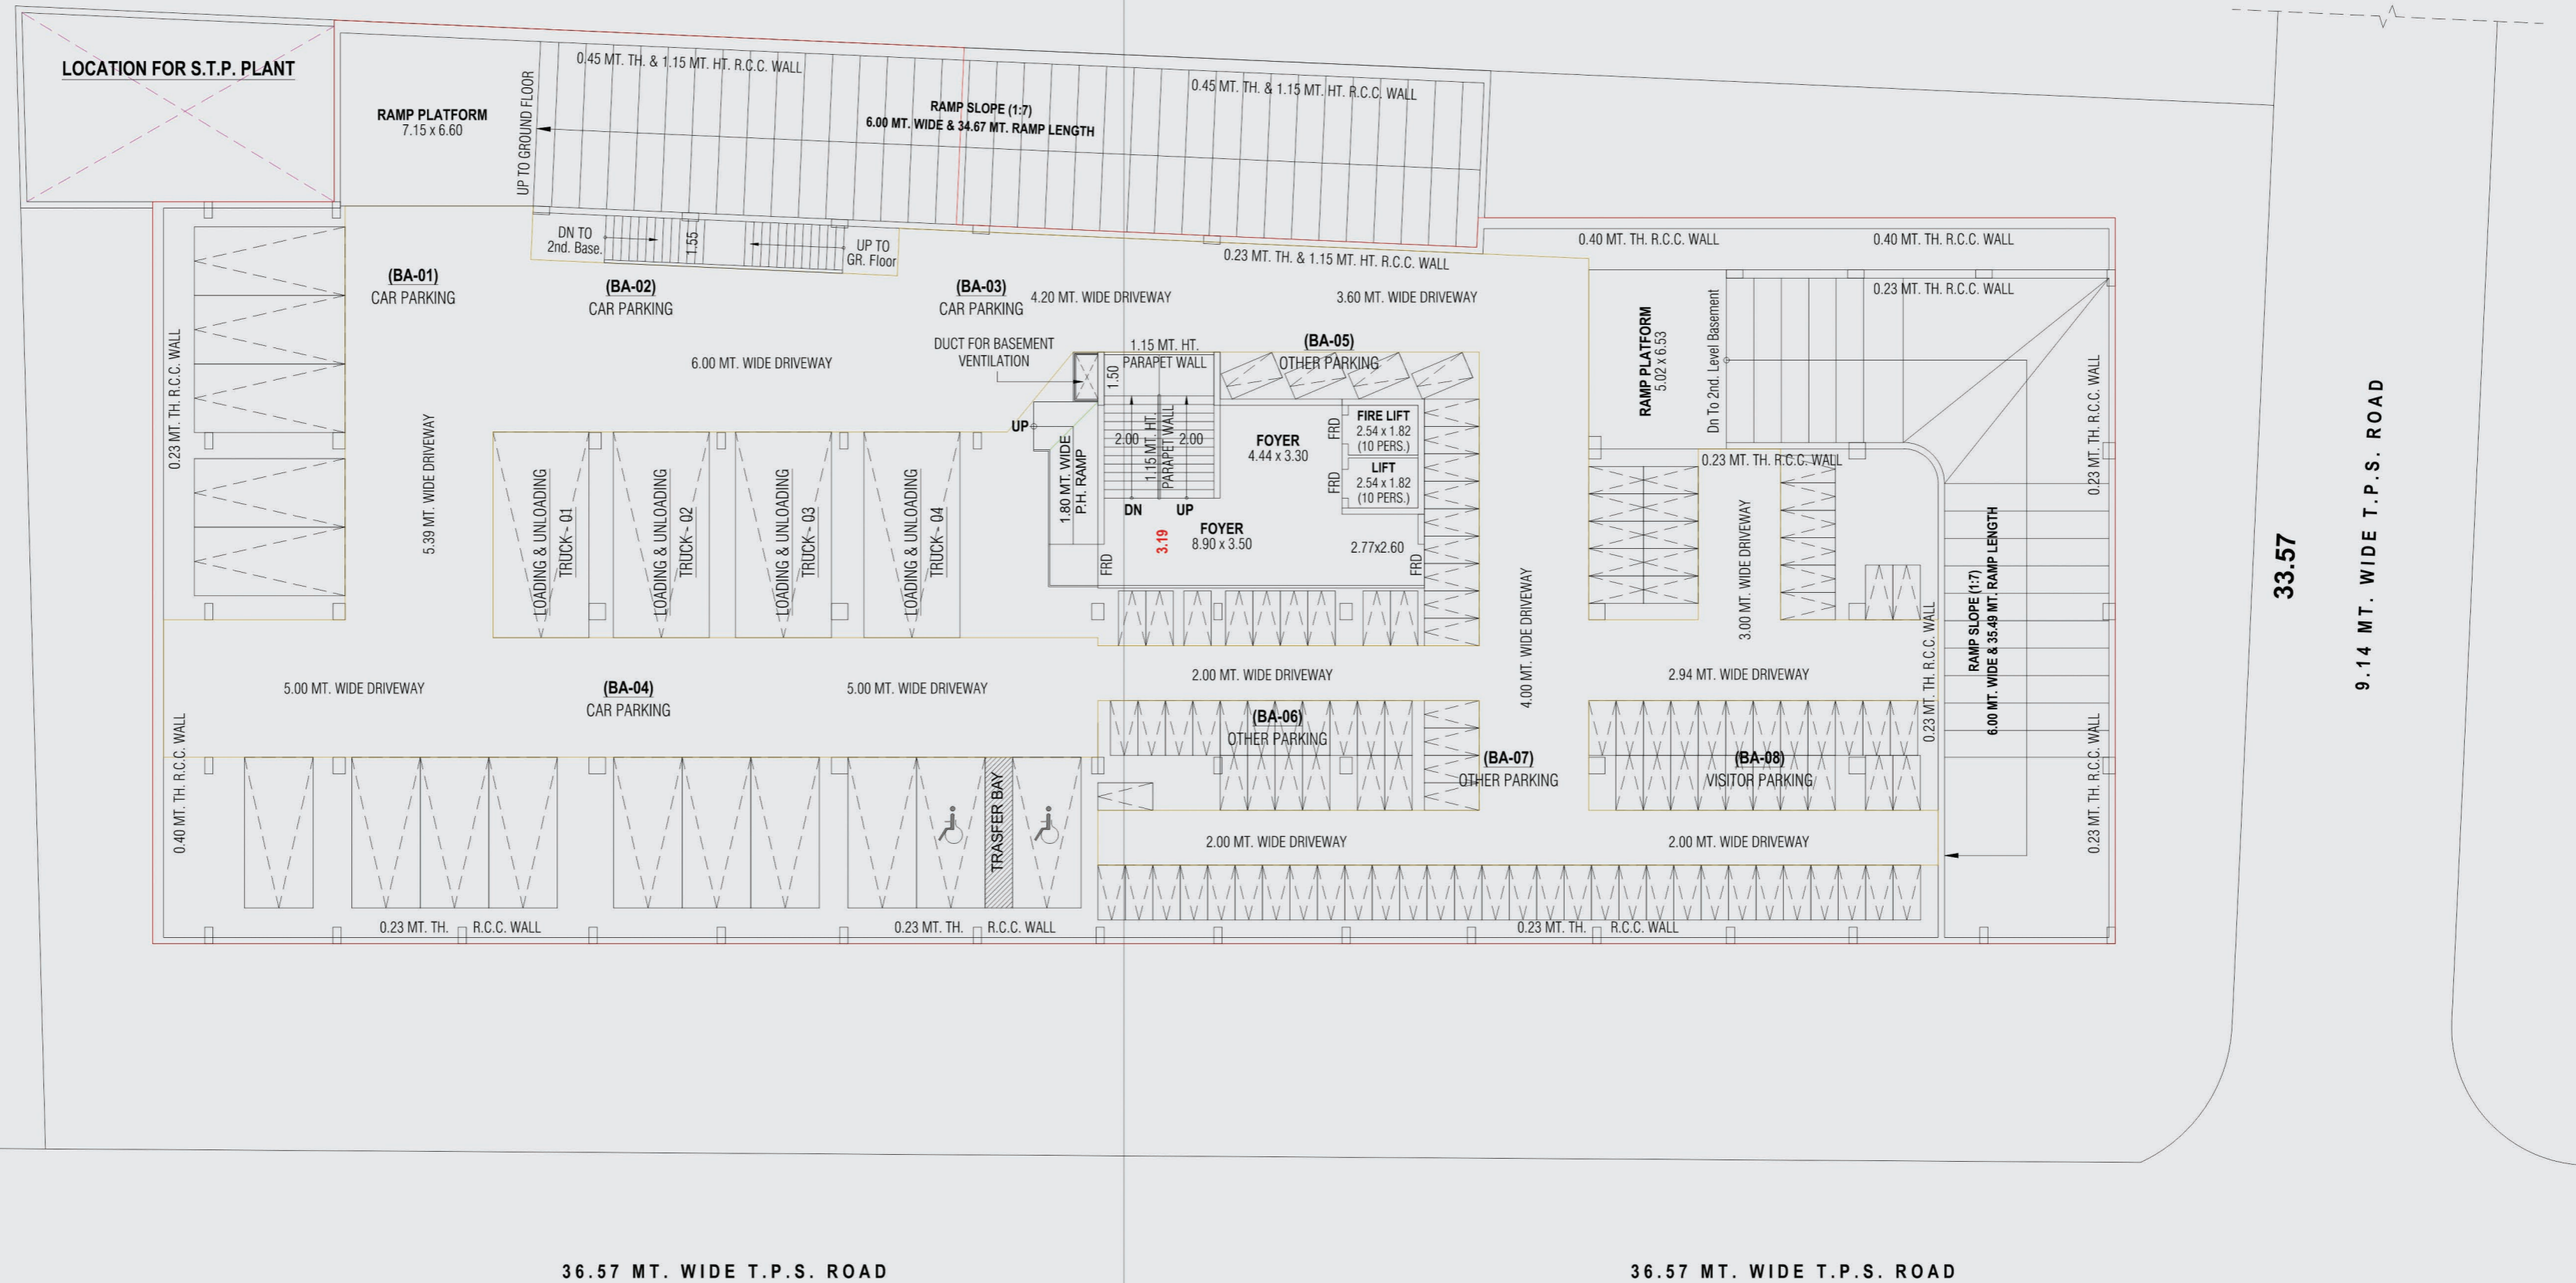 LOCATION FOR S.T.P. PLANT
RAMP PLATFORM
7.15 x 6.60
UP TO GROUND FLOOR
0.45 MT. TH. & 1.15 MT. HT. R.C.C. WALL
RAMP SLOPE (1:7)
6.00 MT. WIDE & 34.67 MT. RAMP LENGTH
0.45 MT. TH. & 1.15 MT. HT. R.C.C. WALL
DN TO
2nd. Base.
1.55
UP TO
GR. Floor
0.23 MT. TH. & 1.15 MT. HT. R.C.C. WALL
0.40 MT. TH. R.C.C. WALL
0.40 MT. TH. R.C.C. WALL
(BA-01)
CAR PARKING
(BA-02)
CAR PARKING
(BA-03)
CAR PARKING
4.20 MT. WIDE DRIVEWAY
3.60 MT. WIDE DRIVEWAY
0.23 MT. TH. R.C.C. WALL
0.23 MT. TH. R.C.C. WALL
6.00 MT. WIDE DRIVEWAY
DUCT FOR BASEMENT
VENTILATION
1.15 MT. HT.
PARAPET WALL
1.50
(BA-05)
OTHER PARKING
RAMP PLATFORM
5.02 x 6.53
Dn To 2nd. Level Basement
0.23 MT. TH. R.C.C. WALL
5.39 MT. WIDE DRIVEWAY
UP
1.80 MT. WIDE
P.H. RAMP
2.00
1.15 MT. HT.
PARAPET WALL
2.00
FOYER
4.44 x 3.30
FRD
FIRE LIFT
2.54 x 1.82
(10 PERS.)
FRD
LIFT
2.54 x 1.82
(10 PERS.)
0.23 MT. TH. R.C.C. WALL
LOADING & UNLOADING
TRUCK - 01
LOADING & UNLOADING
TRUCK - 02
LOADING & UNLOADING
TRUCK - 03
LOADING & UNLOADING
TRUCK - 04
DN
UP
3.19
FOYER
8.90 x 3.50
2.77x2.60
FRD
FRD
4.00 MT. WIDE DRIVEWAY
3.00 MT. WIDE DRIVEWAY
0.23 MT. TH. R.C.C. WALL
RAMP SLOPE (1:7)
6.00 MT. WIDE & 35.49 MT. RAMP LENGTH
33.57
9.14 MT. WIDE T.P.S. ROAD
5.00 MT. WIDE DRIVEWAY
(BA-04)
CAR PARKING
5.00 MT. WIDE DRIVEWAY
2.00 MT. WIDE DRIVEWAY
2.94 MT. WIDE DRIVEWAY
(BA-06)
OTHER PARKING
(BA-07)
OTHER PARKING
(BA-08)
VISITOR PARKING
0.40 MT. TH. R.C.C. WALL
TRASFER BAY
2.00 MT. WIDE DRIVEWAY
2.00 MT. WIDE DRIVEWAY
0.23 MT. TH. R.C.C. WALL
0.23 MT. TH. R.C.C. WALL
0.23 MT. TH. R.C.C. WALL
0.23 MT. TH. R.C.C. WALL
36.57 MT. WIDE T.P.S. ROAD
36.57 MT. WIDE T.P.S. ROAD